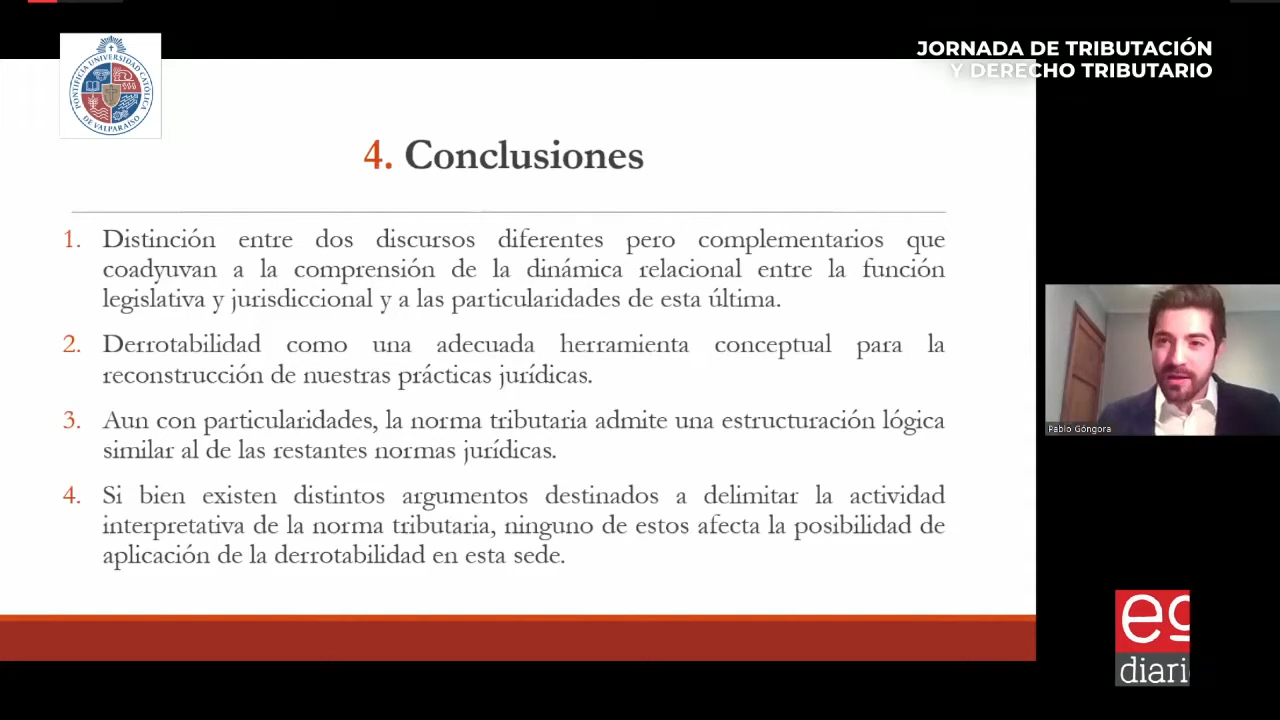 JORNADA DE TRIBUTACIÓN
Y DERECHO TRIBUTARIO
PONTIFICIA UNIVERSIDAD CATÓLICA
DE VALPARAÍSO
4. Conclusiones
1. Distinción entre dos discursos diferentes pero complementarios que
coadyuvan a la comprensión de la dinámica relacional entre la función
legislativa y jurisdiccional y a las particularidades de esta última.
2. Derrotabilidad como una adecuada herramienta conceptual para la
reconstrucción de nuestras prácticas jurídicas.
3. Aun con particularidades, la norma tributaria admite una estructuración lógica
similar al de las restantes normas jurídicas.
4. Si bien existen distintos argumentos destinados a delimitar la actividad
interpretativa de la norma tributaria, ninguno de estos afecta la posibilidad de
aplicación de la derrotabilidad en esta sede.
Pablo Góngora
e
diari